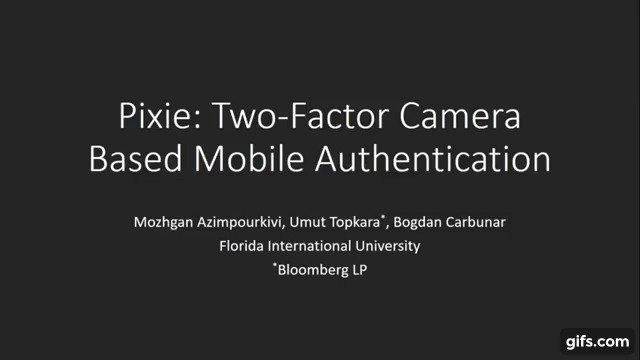 Pixie: Two-Factor Camera
Based Mobile Authentication
Mozhgan Azimpourkivi, Umut Topkara*, Bogdan Carbunar
Florida International University
*Bloomberg LP
gifs.com